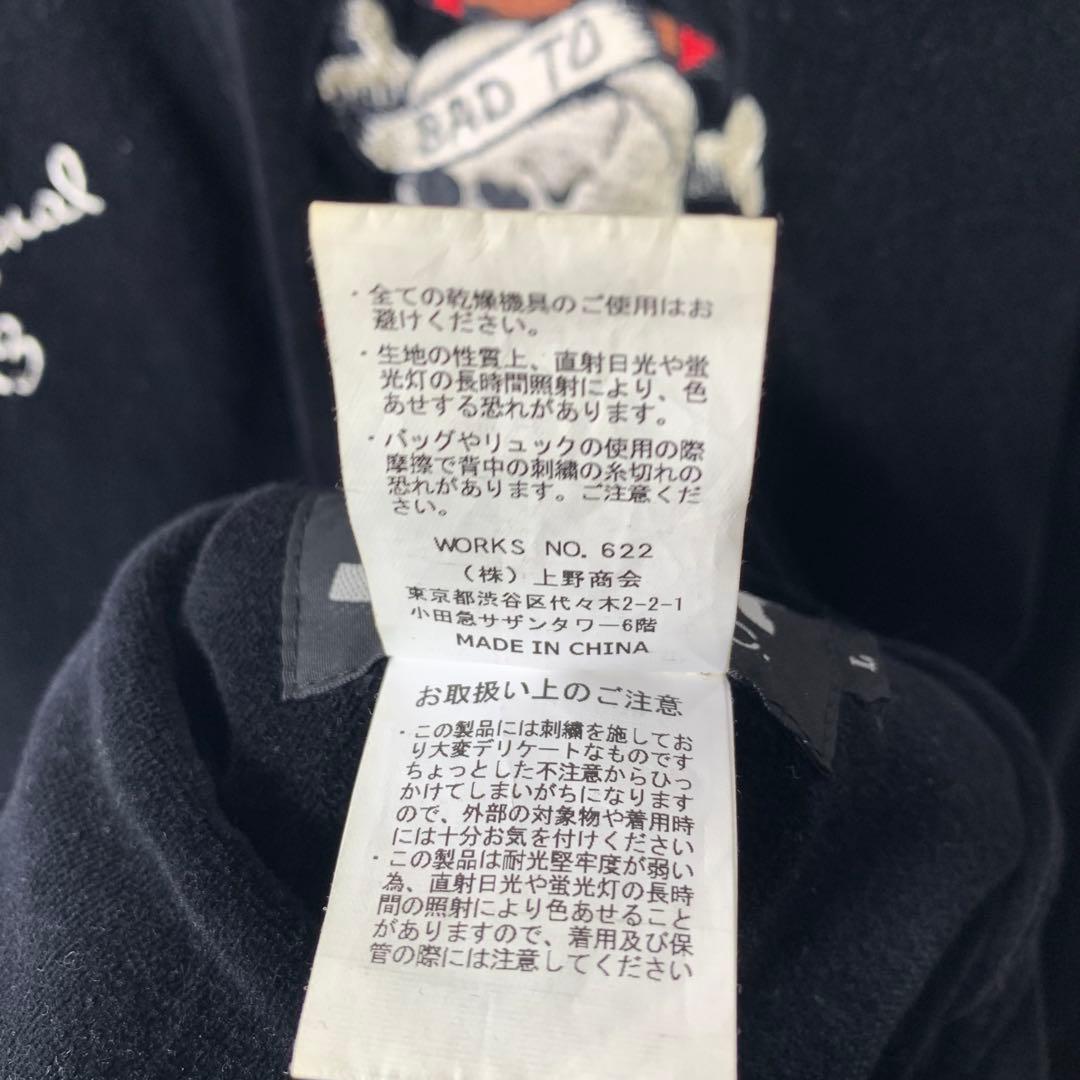 BAD TO
・全ての乾燥機具のご使用はお
避けください。
・生地の性質上、直射日光や蛍
光灯の長時間照射により、色
あせする恐れがあります。
・バッグやリュックの使用の際
摩擦で背中の刺繍の糸切れの
恐れがあります。ご注意くだ
さい。
WORKS NO. 622
(株) 上野商会
東京都渋谷区代々木2-2-1
小田急サザンタワー6階
MADE IN CHINA
お取扱い上のご注意
・この製品には刺繍を施してお
り大変デリケートなものです
ちょっとした不注意からひっ
かけてしまいがちになります
ので、外部の対象物や着用時
には十分お気を付けください
・この製品は耐光堅牢度が弱い
為、直射日光や蛍光灯の長時
間の照射により色あせること
がありますので、着用及び保
管の際には注意してください
L